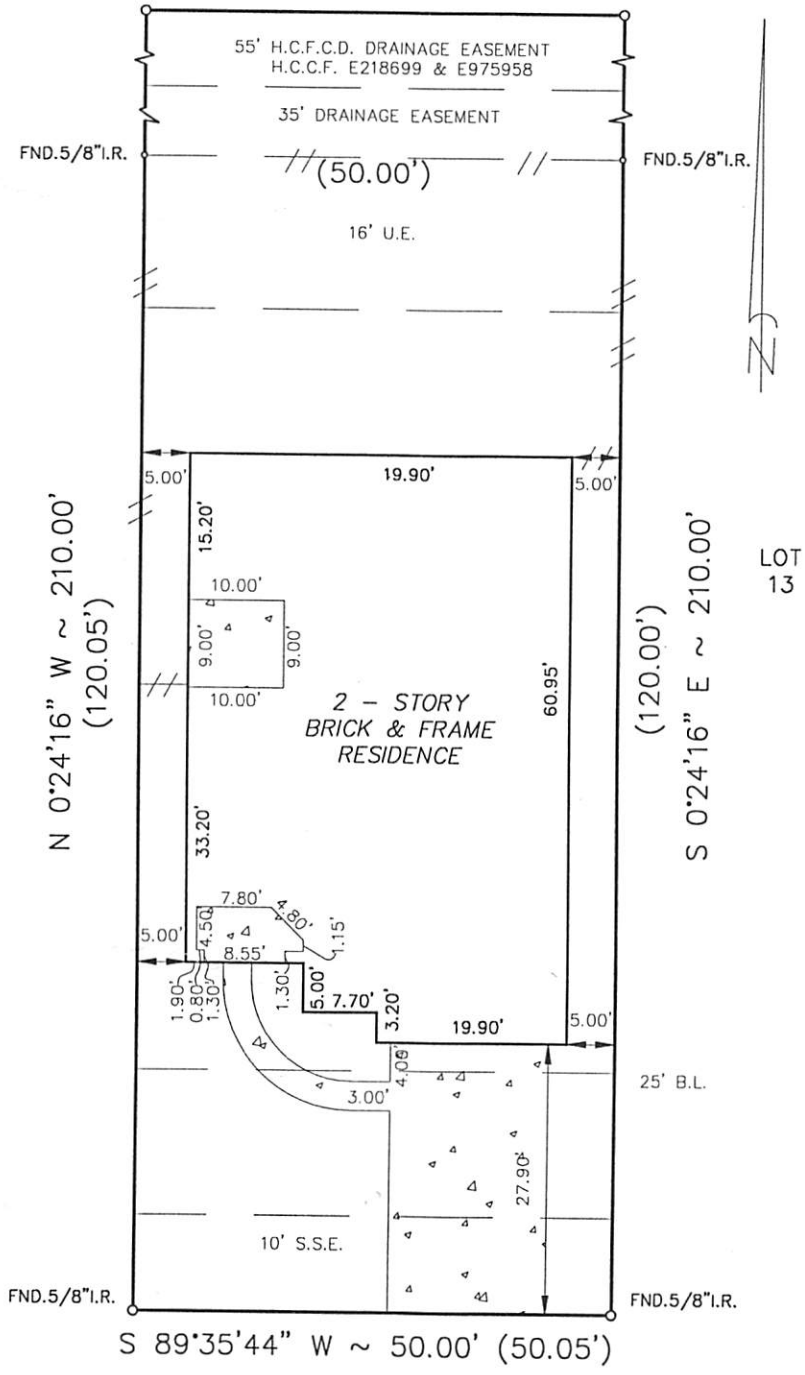 55' H.C.F.C.D. DRAINAGE EASEMENT
H.C.C.F. E218699 & E975958
35' DRAINAGE EASEMENT
FND.5/8"I.R.
(50.00')
FND.5/8"I.R.
16' U.E.
N
5.00'
19.90'
5.00'
15.20'
N 0°24'16" W ~ 210.00'
(120.05')
10.00'
9.00'
9.00'
10.00'
2 - STORY
BRICK & FRAME
RESIDENCE
60.95'
(120.00')
S 0°24'16" E ~ 210.00'
LOT
13
33.20'
7.80'
4.80'
1.15'
4.50'
5.00'
8.55'
1.90'
0.80'
1.30'
1.30'
5.00'
7.70'
3.20'
19.90'
5.00'
4.00'
3.00'
25' B.L.
27.90'
10' S.S.E.
FND.5/8"I.R.
FND.5/8"I.R.
S 89°35'44" W ~ 50.00' (50.05')